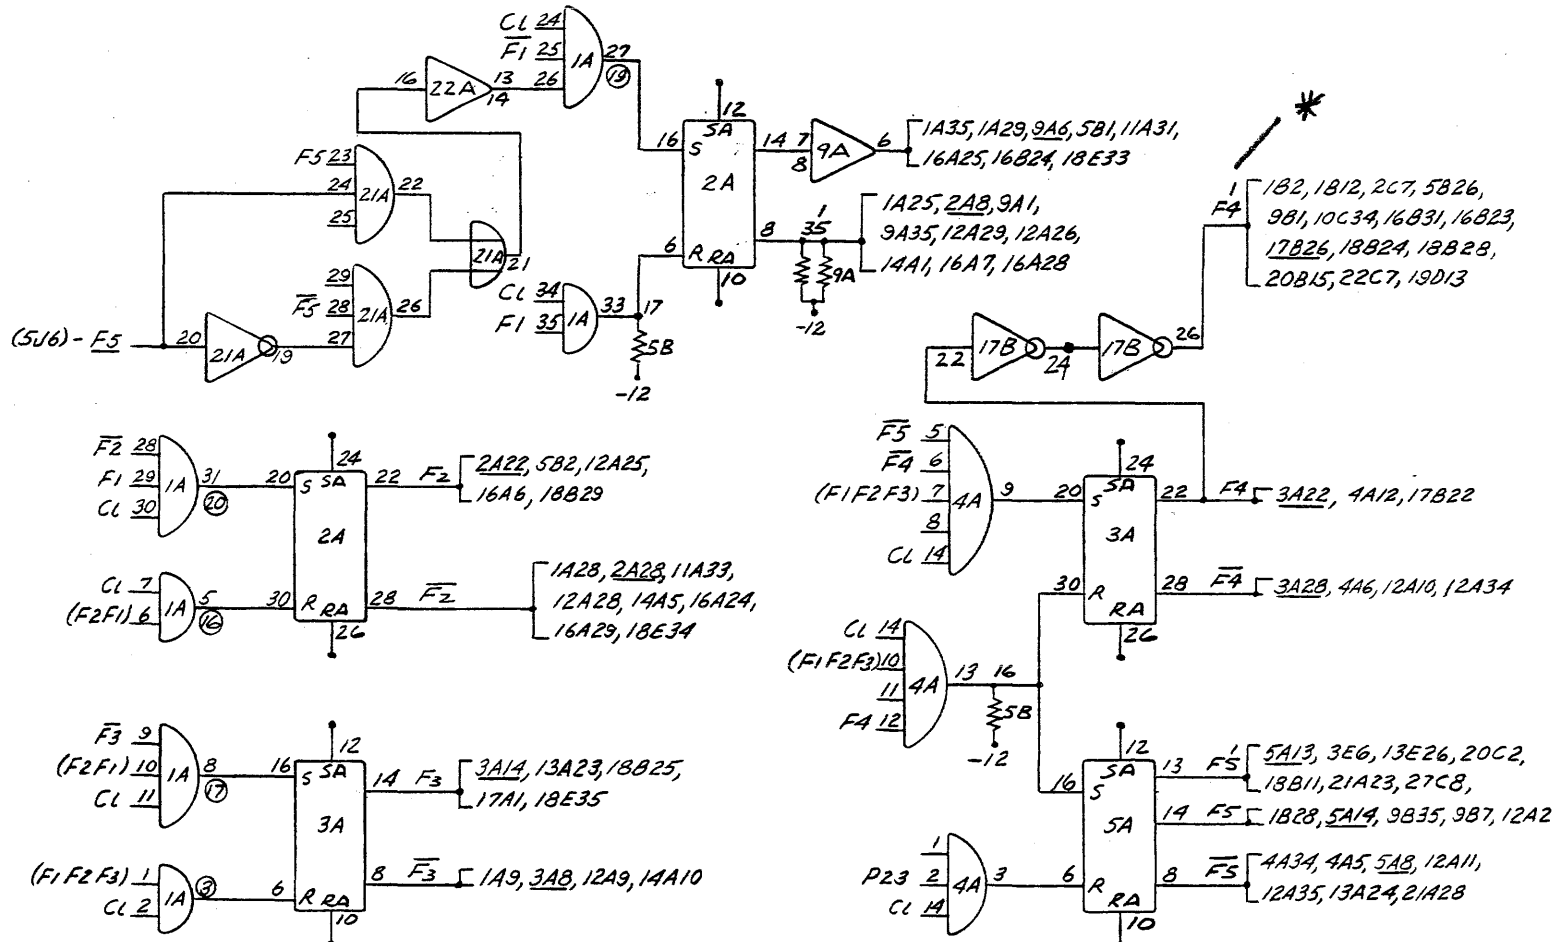 Cl 24
F1 25
26
1A
27
19
16
22A
13
14
F5 23
24
25
21A
22
29
F5 28
27
21A
26
21A
21
(5J6) - F5
20
21A
19
12
SA
16 S
14
2A
6 R
RA
8
10
7
8
9A
6
1A35, 1A29, 9A6, 5B1, 11A31,
16A25, 16B24, 18E33
1
35
9A
-12
1A25, 2A8, 9A1,
9A35, 12A29, 12A26,
14A1, 16A7, 16A28
Cl 34
F1 35
1A
33
17
5B
-12
*
F4 1
1B2, 1B12, 2C7, 5B26,
9B1, 10C34, 16B31, 16B23,
17B26, 18B24, 18B28,
20B15, 22C7, 19D13
22
17B
24
17B
26
F2 28
F1 29
Cl 30
1A
31
20
20 S
24
SA
22 F2
2A22, 5B2, 12A25,
16A6, 18B29
2A
Cl 7
(F2F1) 6
1A
5
16
30 R
RA
26
28 F2
1A28, 2A28, 11A33,
12A28, 14A5, 16A24,
16A29, 18E34
F5 5
F4 6
(F1F2F3) 7
8
Cl 14
4A
9
20 S
24
SA
22 F4
3A22, 4A12, 17B22
3A
30 R
RA
26
28 F4
3A28, 4A6, 12A10, 12A34
Cl 14
(F1F2F3) 10
11
F4 12
4A
13
16
5B
-12
F3 9
(F2F1) 10
Cl 11
1A
8
17
16 S
12
SA
14 F3
3A14, 13A23, 18B25,
17A1, 18E35
3A
(F1F2F3) 1
Cl 2
1A
3
6 R
RA
10
8 F3
1A9, 3A8, 12A9, 14A10
16 S
12
SA
13 F5 1
5A13, 3E6, 13E26, 20C2,
18B11, 21A23, 27C8,
5A
14 F5
1B28, 5A14, 9B35, 9B7, 12A2
1
P23 2
Cl 14
4A
3
6 R
RA
10
8 F5
4A34, 4A5, 5A8, 12A11,
12A35, 13A24, 21A28